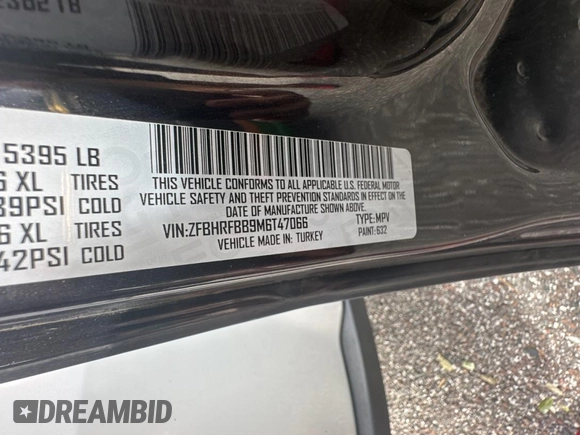 5395 LB
6 XL TIRES
39PSI COLD
6 XL TIRES
42PSI COLD
THIS VEHICLE CONFORMS TO ALL APPLICABLE U.S. FEDERAL MOTOR
VEHICLE SAFETY AND THEFT PREVENTION STANDARDS IN EFFECT ON THE
DATE OF MANUFACTURE SHOWN ABOVE.
VIN:ZFBHRFBB9M6T47066 TYPE:MPV
VEHICLE MADE IN: TURKEY PAINT:632
DREAMBID